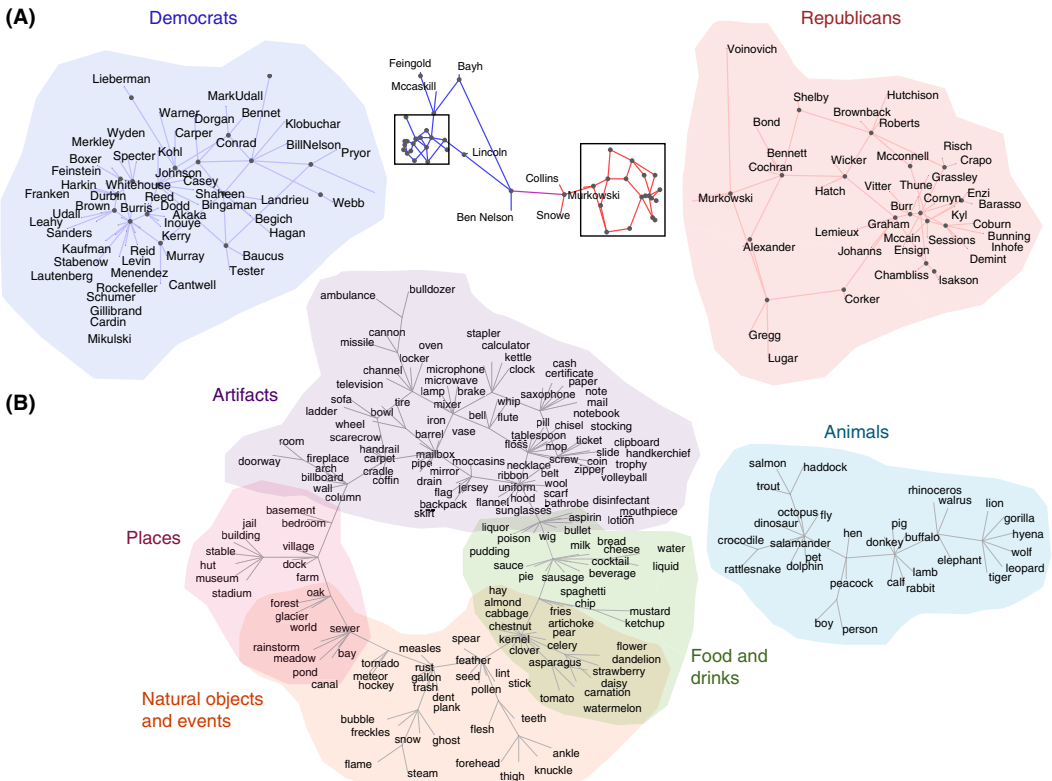 (A)
Democrats
Republicans
Lieberman
MarkUdall
Warner
Dorgan
Bennet
Wyden
Carper
Klobuchar
Merkley
Conrad
BillNelson
Boxer
Specter
Kohl
Pryor
Feinstein
Johnson
Harkin
Whitehouse
Casey
Franken
Durbin
Reed
Shaheen
Landrieu
Webb
Brown
Burris
Dodd
Bingaman
Udall
Akaka
Leahy
Inouye
Begich
Sanders
Kerry
Hagan
Kaufman
Reid
Stabenow
Levin
Murray
Baucus
Lautenberg
Menendez
Tester
Rockefeller
Cantwell
Schumer
Gillibrand
Cardin
Mikulski
Feingold
Bayh
Mccaskill
Lincoln
Collins
Murkowski
Ben Nelson
Snowe
Voinovich
Shelby
Hutchison
Brownback
Bond
Roberts
Bennett
Wicker
Mcconnell
Risch
Cochran
Crapo
Hatch
Vitter
Thune
Grassley
Murkowski
Burr
Cornyn
Enzi
Barasso
Lemieux
Graham
Kyl
Coburn
Alexander
Mccain
Sessions
Bunning
Johanns
Ensign
Inhofe
Demint
Chambliss
Isakson
Corker
Gregg
Lugar
(B)
Artifacts
ambulance
bulldozer
cannon
stapler
missile
oven
calculator
locker
kettle
channel
microphone
clock
cash
television
microwave
certificate
lamp
brake
paper
sofa
tire
mixer
whip
saxophone
note
ladder
bowl
bell
flute
mail
wheel
iron
pill
notebook
scarecrow
barrel
vase
chisel
stocking
room
handrail
tablespoon
fireplace
carpet
mailbox
floss
mop
ticket
clipboard
doorway
arch
cradle
pipe
moccasins
slide
handkerchief
billboard
coffin
mirror
necklace
screw
coin
trophy
wall
drain
ribbon
belt
zipper
volleyball
column
flag
jersey
uniform
wool
backpack
flannel
hood
scarf
disinfectant
skirt
sunglasses
bathrobe
mouthpiece
lotion
Places
basement
bedroom
jail
building
stable
village
hut
dock
museum
farm
stadium
oak
forest
glacier
world
sewer
rainstorm
meadow
bay
pond
canal
Natural objects
and events
tornado
measles
spear
meteor
rust
feather
hockey
gallon
seed
lint
trash
pollen
stick
dent
plank
bubble
teeth
freckles
flesh
snow
ghost
flame
ankle
steam
forehead
knuckle
thigh
Food and
drinks
liquor
aspirin
poison
wig
bullet
pudding
milk
bread
water
cheese
sauce
cocktail
liquid
pie
sausage
beverage
hay
spaghetti
almond
chip
cabbage
fries
mustard
chestnut
artichoke
ketchup
kernel
pear
clover
celery
flower
asparagus
dandelion
strawberry
daisy
tomato
carnation
watermelon
Animals
salmon
haddock
trout
rhinoceros
octopus
fly
walrus
lion
dinosaur
pig
gorilla
crocodile
salamander
hen
donkey
buffalo
hyena
pet
elephant
wolf
rattlesnake
dolphin
peacock
lamb
leopard
calf
rabbit
tiger
boy
person